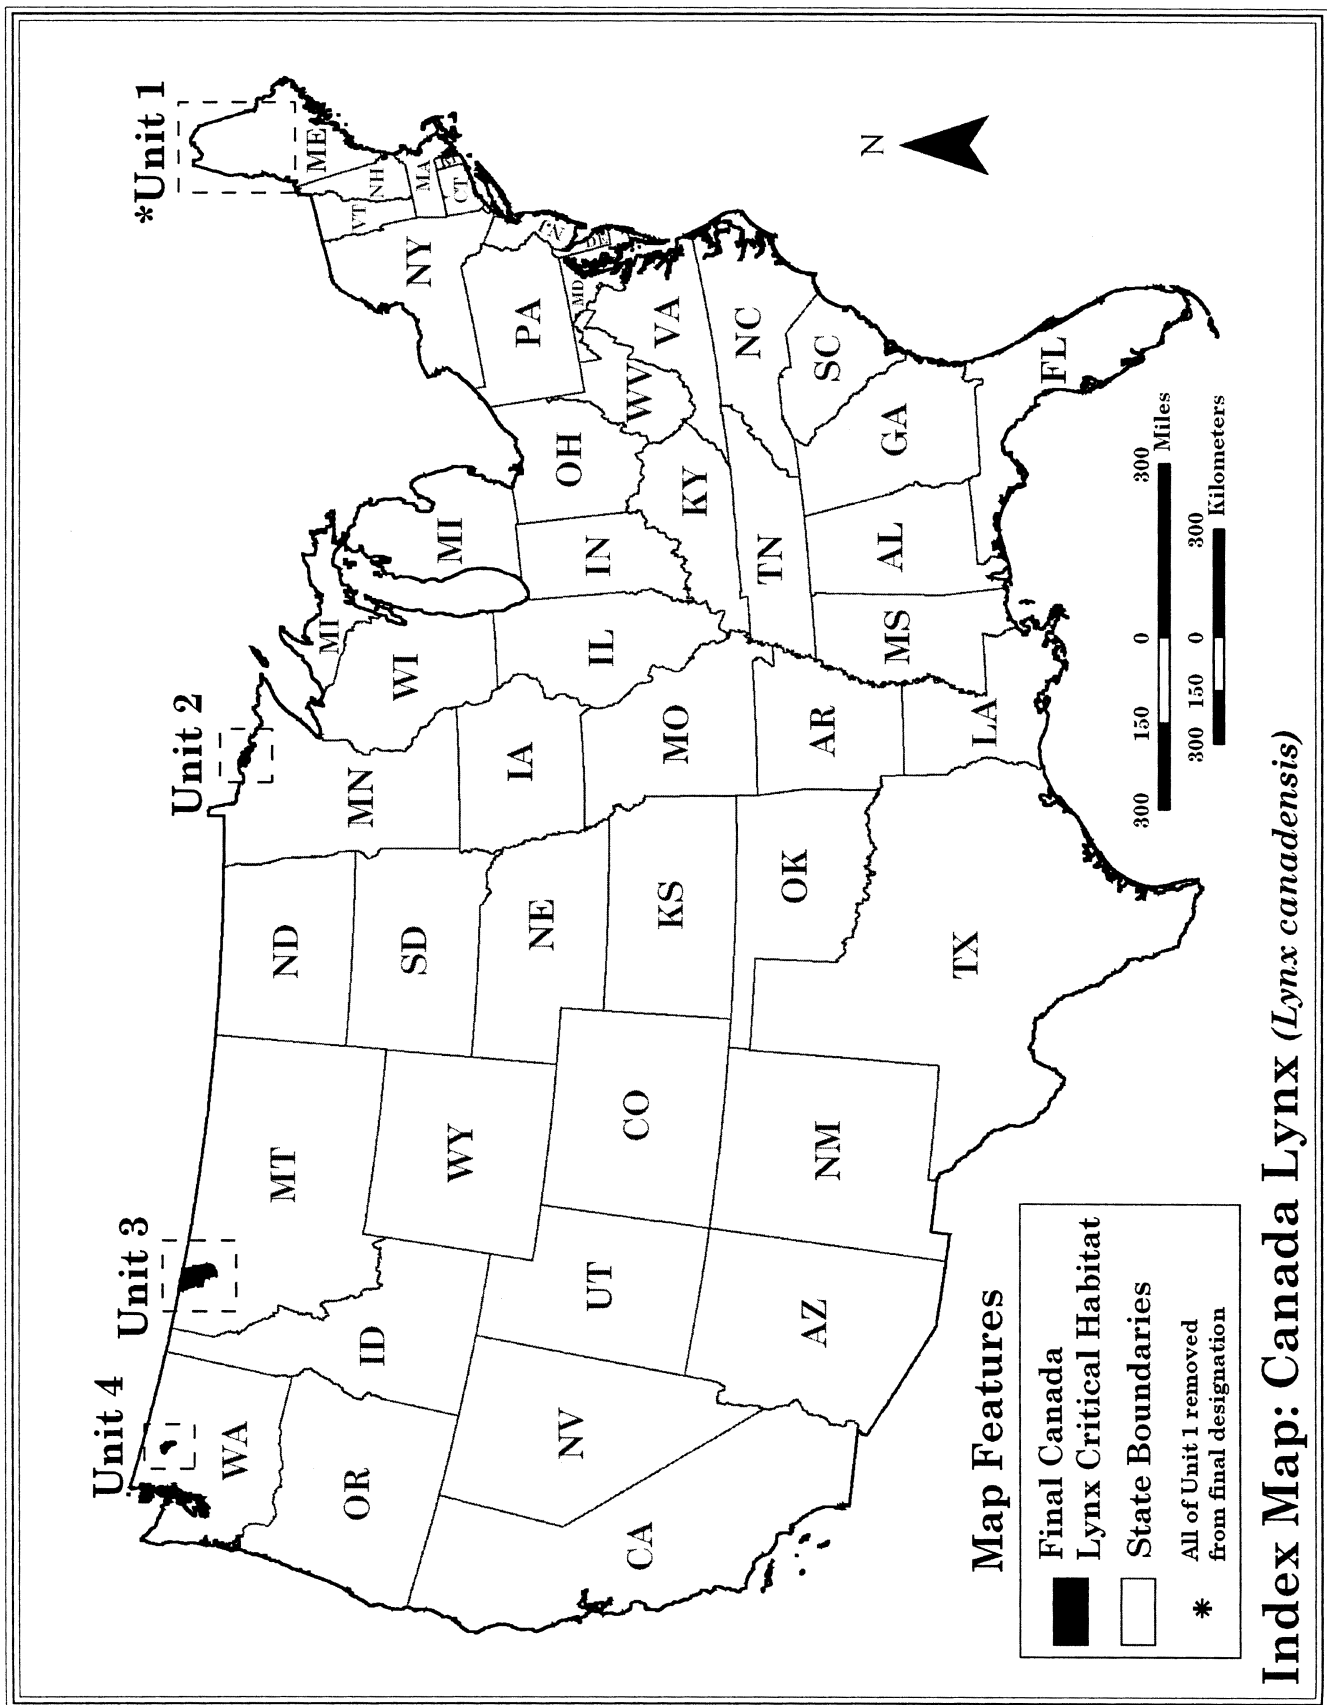 *Unit 1
Unit 2
Unit 3
Unit 4
WA
OR
CA
NV
ID
MT
WY
UT
AZ
CO
NM
ND
SD
NE
KS
OK
TX
MN
IA
MO
AR
LA
WI
MI
MI
IL
IN
OH
KY
TN
MS
AL
GA
FL
SC
NC
VA
WV
PA
NY
VT
NH
ME
MA
CT
NJ
DE
MD
N
300 150 0 300
Miles
300 150 0 300
Kilometers
Map Features
Final Canada
Lynx Critical Habitat
State Boundaries
* All of Unit 1 removed
from final designation
Index Map: Canada Lynx (Lynx canadensis)